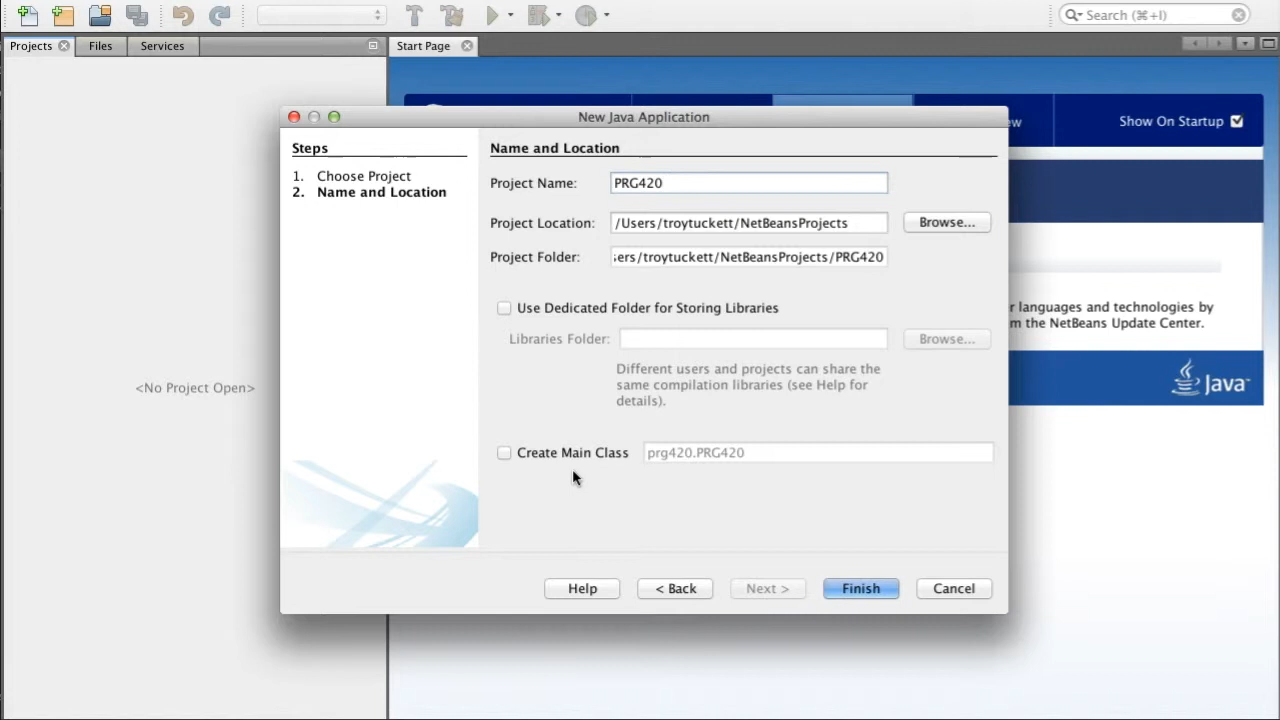 Search (⌘+I)
Projects
Files
Services
Start Page
New Java Application
Show On Startup
Steps
1. Choose Project
2. Name and Location
Name and Location
Project Name: PRG420
Project Location: /Users/troytuckett/NetBeansProjects Browse...
Project Folder: sers/troytuckett/NetBeansProjects/PRG420
Use Dedicated Folder for Storing Libraries
Libraries Folder: Browse...
Different users and projects can share the
same compilation libraries (see Help for
details).
Create Main Class prg420.PRG420
Help < Back Next > Finish Cancel
<No Project Open>
r languages and technologies by
m the NetBeans Update Center.
Java